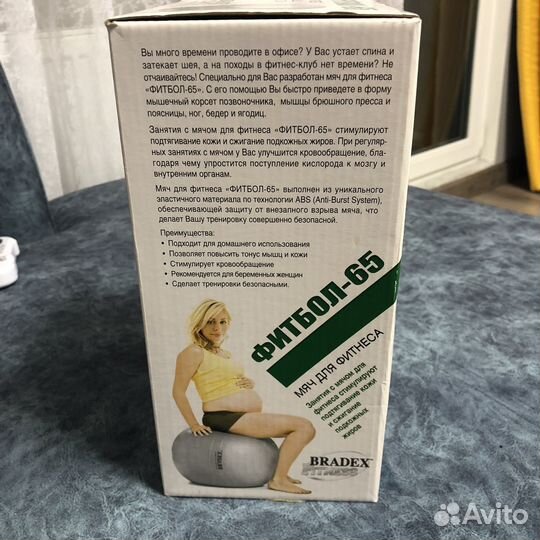 Вы много времени проводите в офисе? У Вас устает спина и
затекает шея, а на походы в фитнес-клуб нет времени? Не
отчаивайтесь! Специально для Вас разработан мяч для фитнеса
«ФИТБОЛ-65». С его помощью Вы быстро приведете в форму
мышечный корсет позвоночника, мышцы брюшного пресса и
поясницы, ног, бедер и ягодиц.
Занятия с мячом для фитнеса «ФИТБОЛ-65» стимулируют
подтягивание кожи и сжигание подкожных жиров. При регуляр-
ных занятиях с мячом у Вас улучшится кровообращение, бла-
годаря чему упростится поступление кислорода к мозгу и
внутренним органам.
Мяч для фитнеса «ФИТБОЛ-65» выполнен из уникального
эластичного материала по технологии ABS (Anti-Burst System),
обеспечивающей защиту от внезапного взрыва мяча, что
делает Вашу тренировку совершенно безопасной.
Преимущества:
• Подходит для домашнего использования
• Позволяет повысить тонус мышц и кожи
• Стимулирует кровообращение
• Рекомендуется для беременных женщин
• Сделает тренировки безопасными.
ФИТБОЛ-65
МЯЧ ДЛЯ ФИТНЕСА
Занятия с мячом для
фитнеса стимулируют
подтягивание кожи
и сжигание
подкожных
жиров
BRADEX
FITNESS
Avito